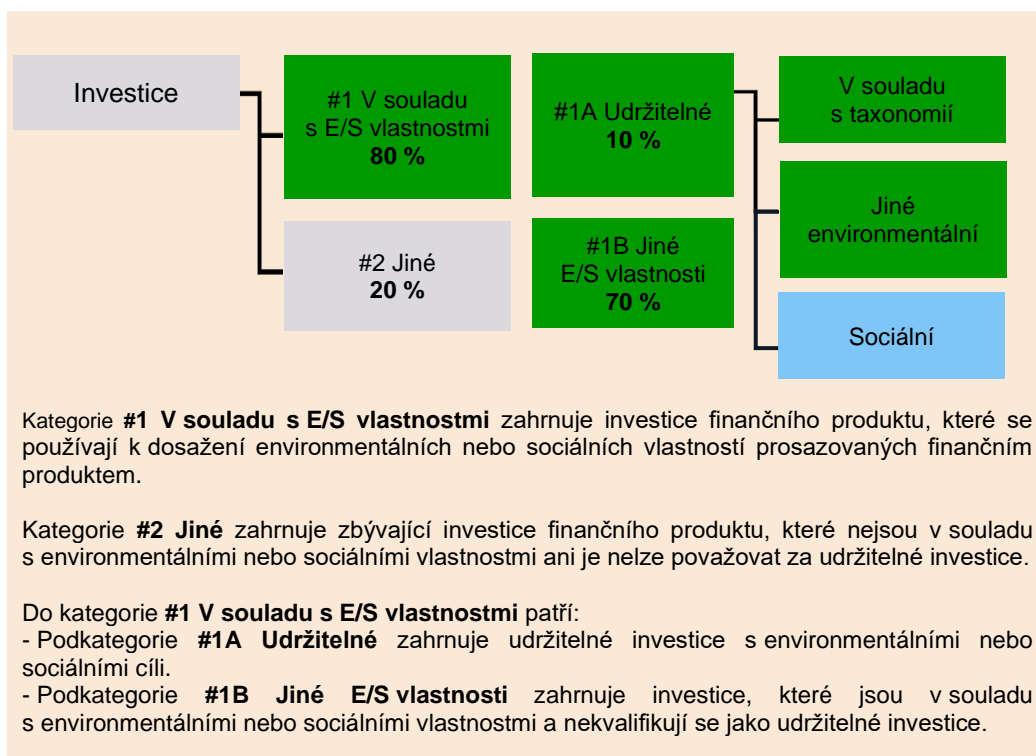 Investice
#1 V souladu
s E/S vlastnostmi
80 %
#2 Jiné
20 %
#1A Udržitelné
10 %
#1B Jiné
E/S vlastnosti
70 %
V souladu
s taxonomií
Jiné
environmentální
Sociální
Kategorie #1 V souladu s E/S vlastnostmi zahrnuje investice finančního produktu, které se
používají k dosažení environmentálních nebo sociálních vlastností prosazovaných finančním
produktem.
Kategorie #2 Jiné zahrnuje zbývající investice finančního produktu, které nejsou v souladu
s environmentálními nebo sociálními vlastnostmi ani je nelze považovat za udržitelné investice.
Do kategorie #1 V souladu s E/S vlastnostmi patří:
- Podkategorie #1A Udržitelné zahrnuje udržitelné investice s environmentálními nebo
sociálními cíli.
- Podkategorie #1B Jiné E/S vlastnosti zahrnuje investice, které jsou v souladu
s environmentálními nebo sociálními vlastnostmi a nekvalifikují se jako udržitelné investice.